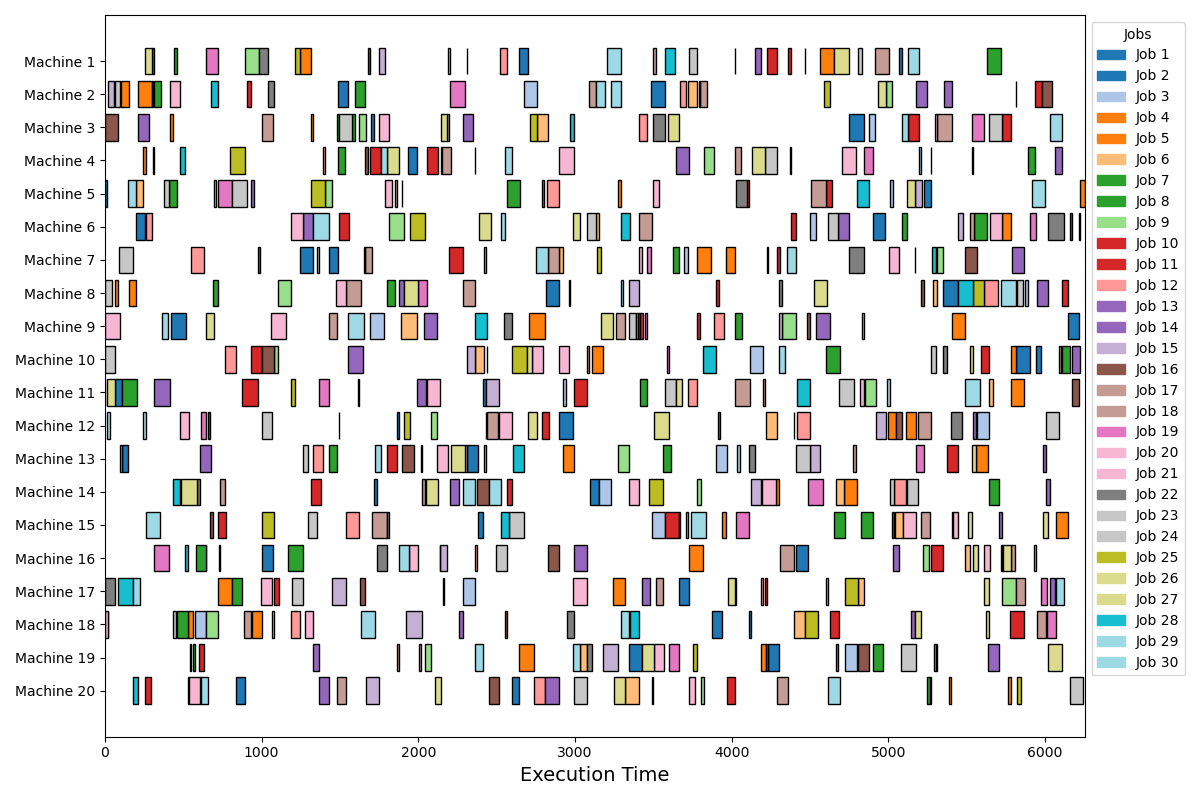 Machine 1
Machine 2
Machine 3
Machine 4
Machine 5
Machine 6
Machine 7
Machine 8
Machine 9
Machine 10
Machine 11
Machine 12
Machine 13
Machine 14
Machine 15
Machine 16
Machine 17
Machine 18
Machine 19
Machine 20
0 1000 2000 3000 4000 5000 6000
Execution Time
Jobs
Job 1
Job 2
Job 3
Job 4
Job 5
Job 6
Job 7
Job 8
Job 9
Job 10
Job 11
Job 12
Job 13
Job 14
Job 15
Job 16
Job 17
Job 18
Job 19
Job 20
Job 21
Job 22
Job 23
Job 24
Job 25
Job 26
Job 27
Job 28
Job 29
Job 30